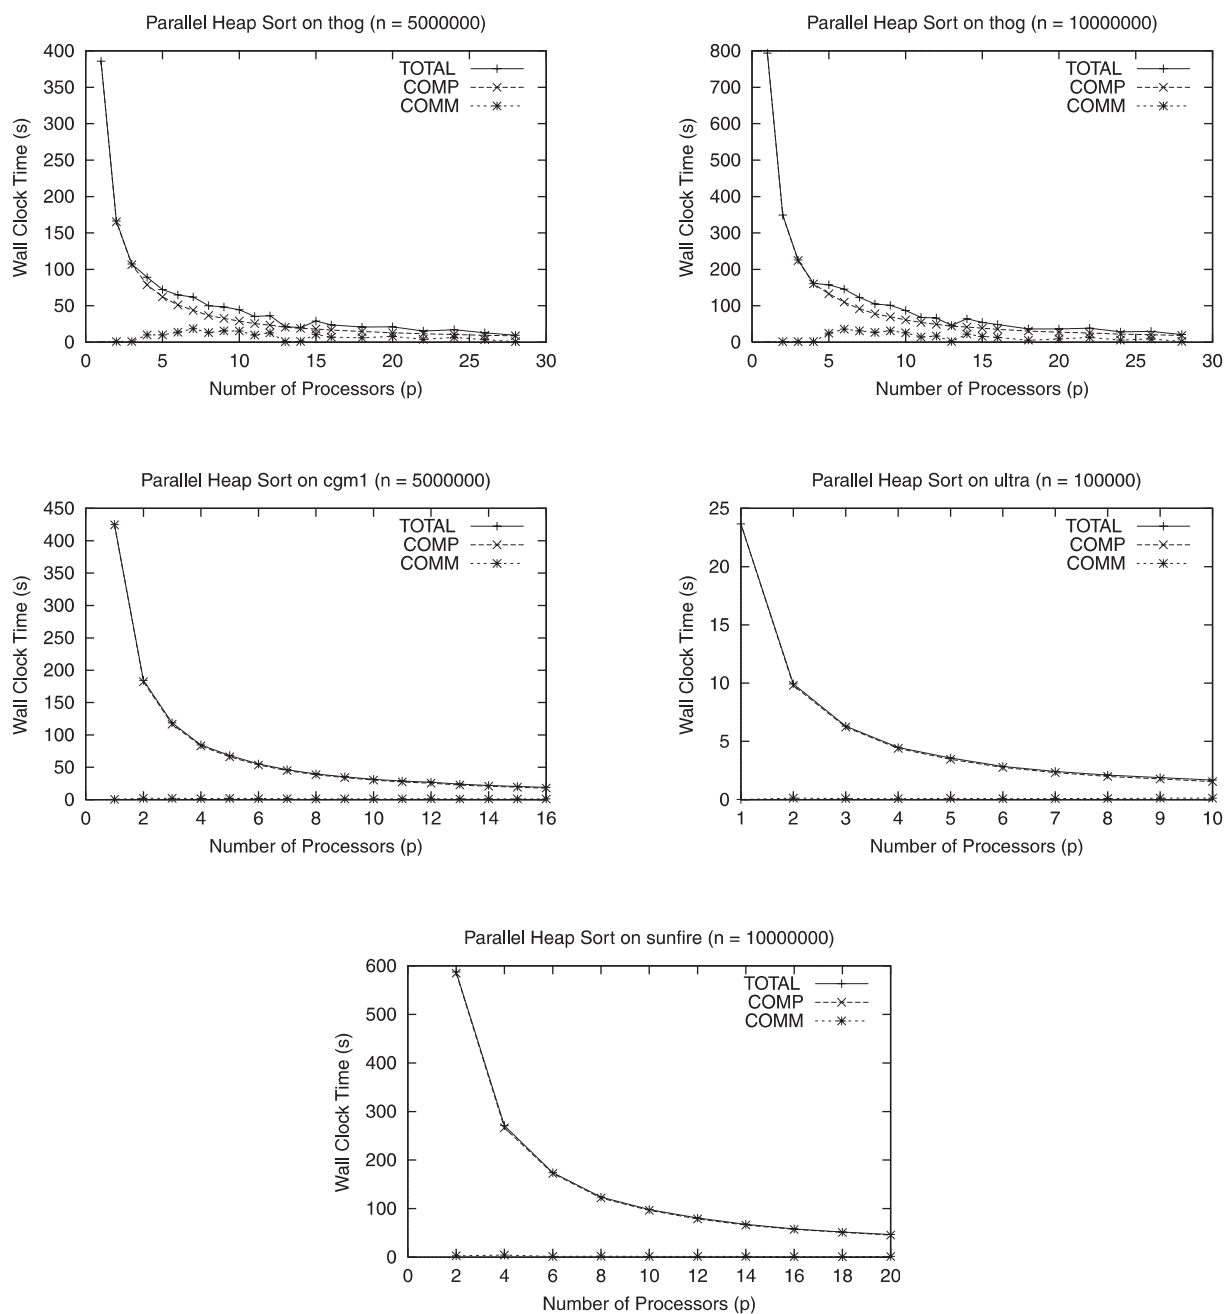 Parallel Heap Sort on thog (n = 5000000)
400
350
300
250
200
150
100
50
0
Wall Clock Time (s)
TOTAL
COMP
COMM
0 5 10 15 20 25 30
Number of Processors (p)
Parallel Heap Sort on thog (n = 10000000)
800
700
600
500
400
300
200
100
0
Wall Clock Time (s)
TOTAL
COMP
COMM
0 5 10 15 20 25 30
Number of Processors (p)
Parallel Heap Sort on cgm1 (n = 5000000)
450
400
350
300
250
200
150
100
50
0
Wall Clock Time (s)
TOTAL
COMP
COMM
0 2 4 6 8 10 12 14 16
Number of Processors (p)
Parallel Heap Sort on ultra (n = 100000)
25
20
15
10
5
0
Wall Clock Time (s)
TOTAL
COMP
COMM
1 2 3 4 5 6 7 8 9 10
Number of Processors (p)
Parallel Heap Sort on sunfire (n = 10000000)
600
500
400
300
200
100
0
Wall Clock Time (s)
TOTAL
COMP
COMM
0 2 4 6 8 10 12 14 16 18 20
Number of Processors (p)